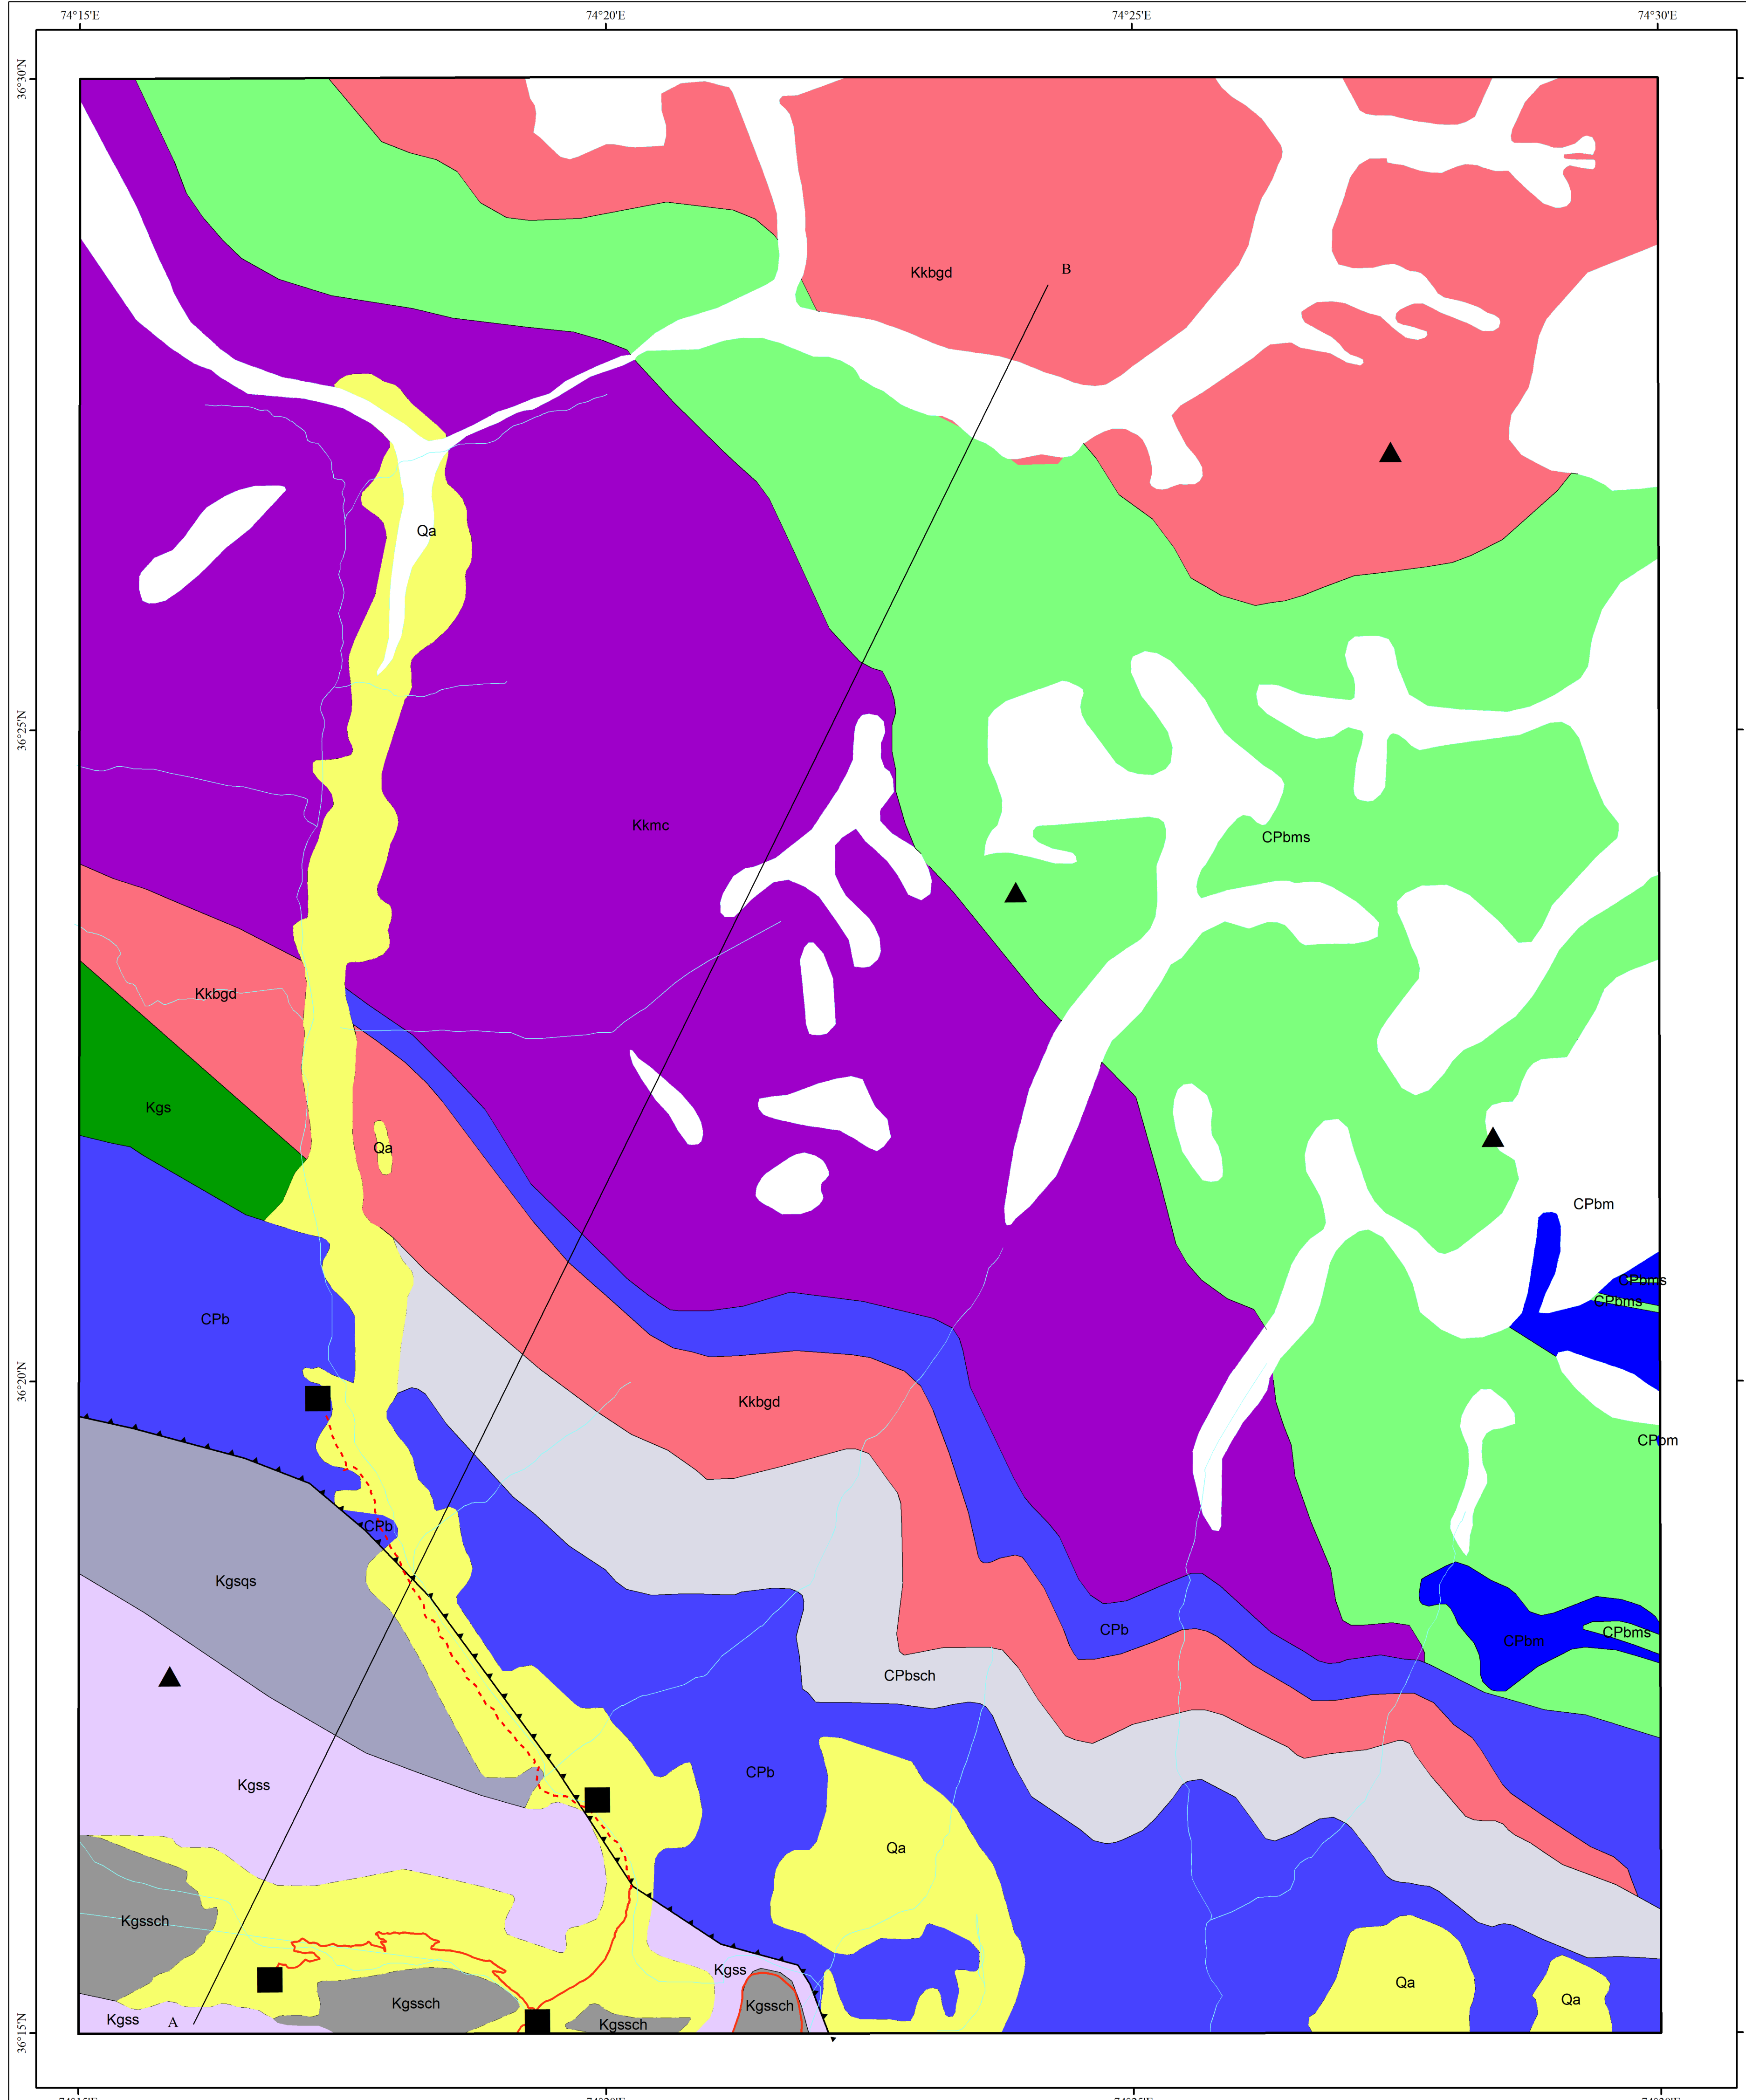 74°15'E 74°20'E 74°25'E 74°30'E
36°30'N
B
Kkbgd
Qa
36°25'N
Kkmc
CPbms
Kkbgd
Kgs
Qa
CPbm
CPbms
CPbms
CPb
36°20'N
Kkbgd
CPbm
CPb
Kgsqs
CPb
CPbms
CPbm
CPbsch
CPb
Kgss
Qa
Kgssch
Kgss
Qa
Kgssch
Kgssch
Qa
Kgss
A
Kgssch
36°15'N